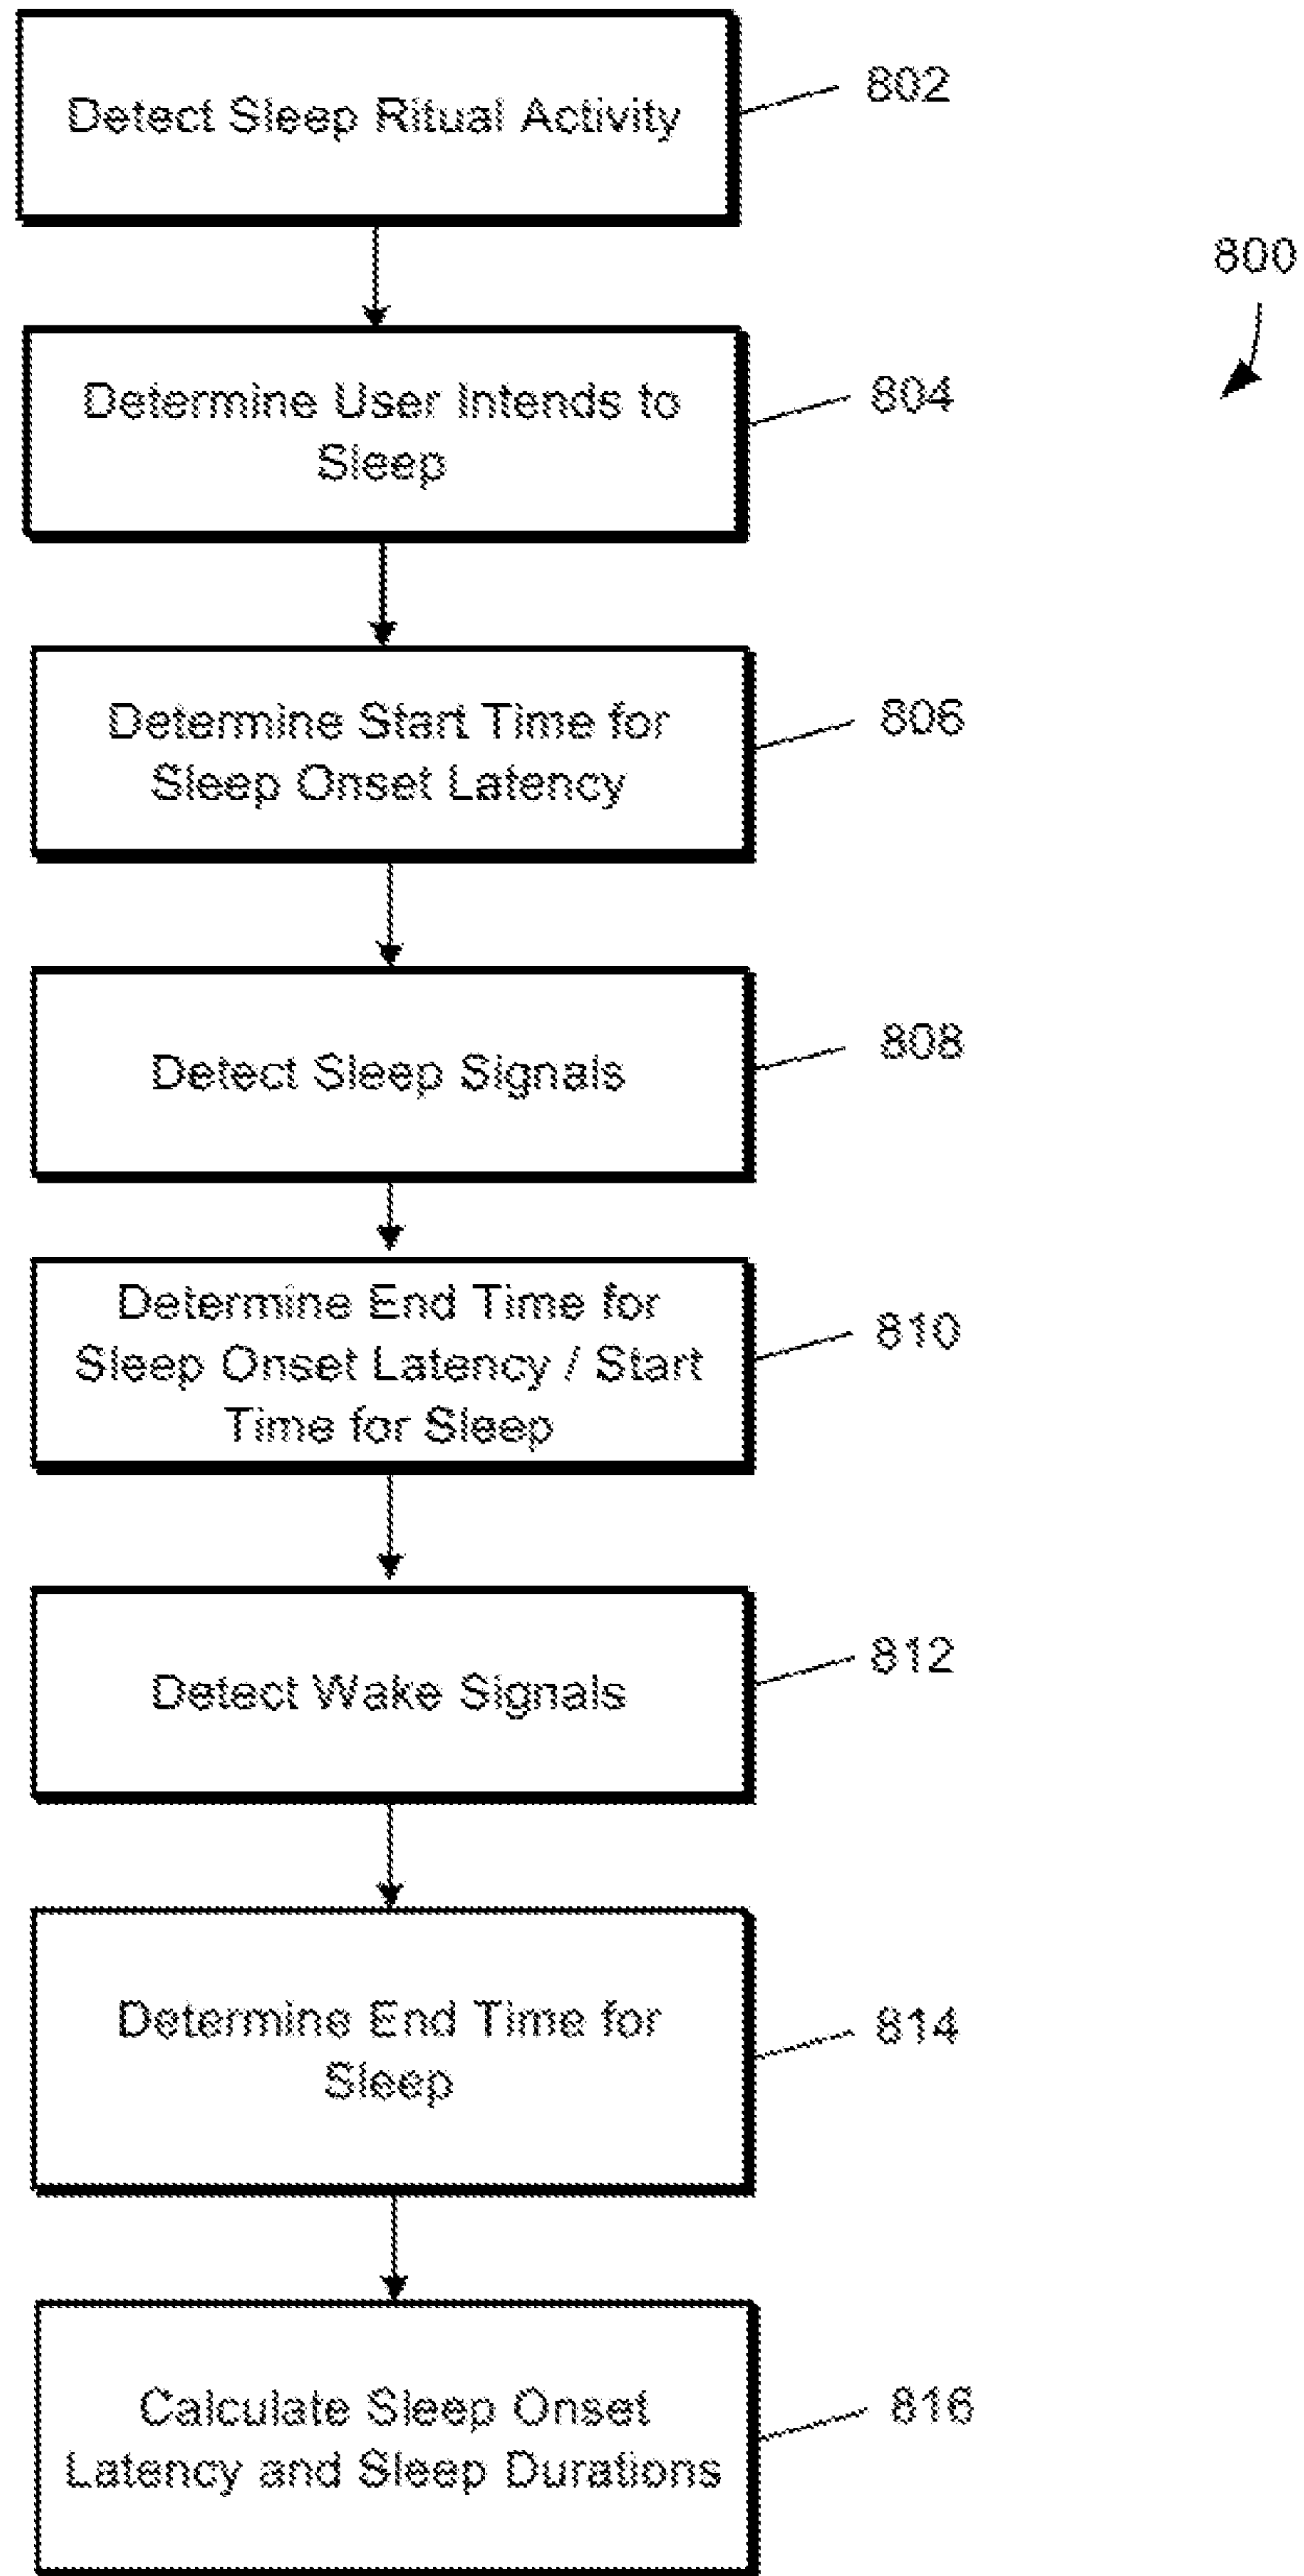 Detect Sleep Ritual Activity
802
800
Determine User Intends to
Sleep
804
Determine Start Time for
Sleep Onset Latency
806
Detect Sleep Signals
808
Determine End Time for
Sleep Onset Latency / Start
Time for Sleep
810
Detect Wake Signals
812
Determine End Time for
Sleep
814
Calculate Sleep Onset
Latency and Sleep Durations
816